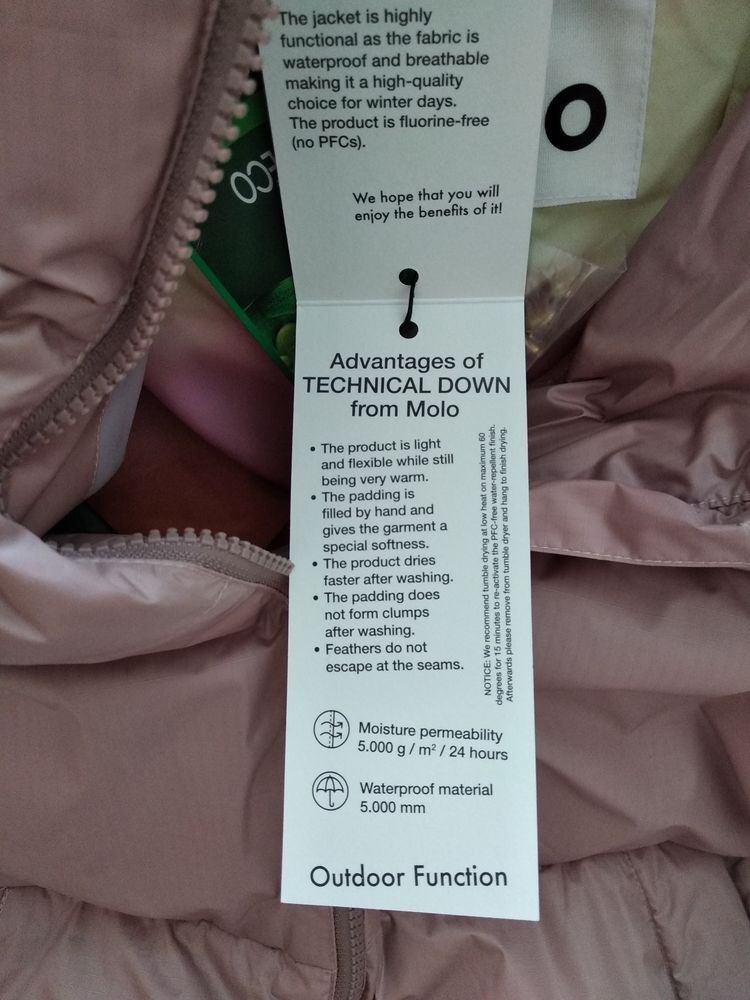 The jacket is highly
functional as the fabric is
waterproof and breathable
making it a high-quality
choice for winter days.
The product is fluorine-free
(no PFCs).
We hope that you will
enjoy the benefits of it!
O
ECO
Advantages of
TECHNICAL DOWN
from Molo
• The product is light
and flexible while still
being very warm.
• The padding is
filled by hand and
gives the garment a
special softness.
• The product dries
faster after washing.
• The padding does
not form clumps
after washing.
• Feathers do not
escape at the seams.
NOTICE: We recommend tumble drying at low heat on maximum 60
degrees for 15 minutes to re-activate the PFC-free water-repellent finish.
Afterwards please remove from tumble dryer and hang to finish drying.
Moisture permeability
5.000 g / m² / 24 hours
Waterproof material
5.000 mm
Outdoor Function